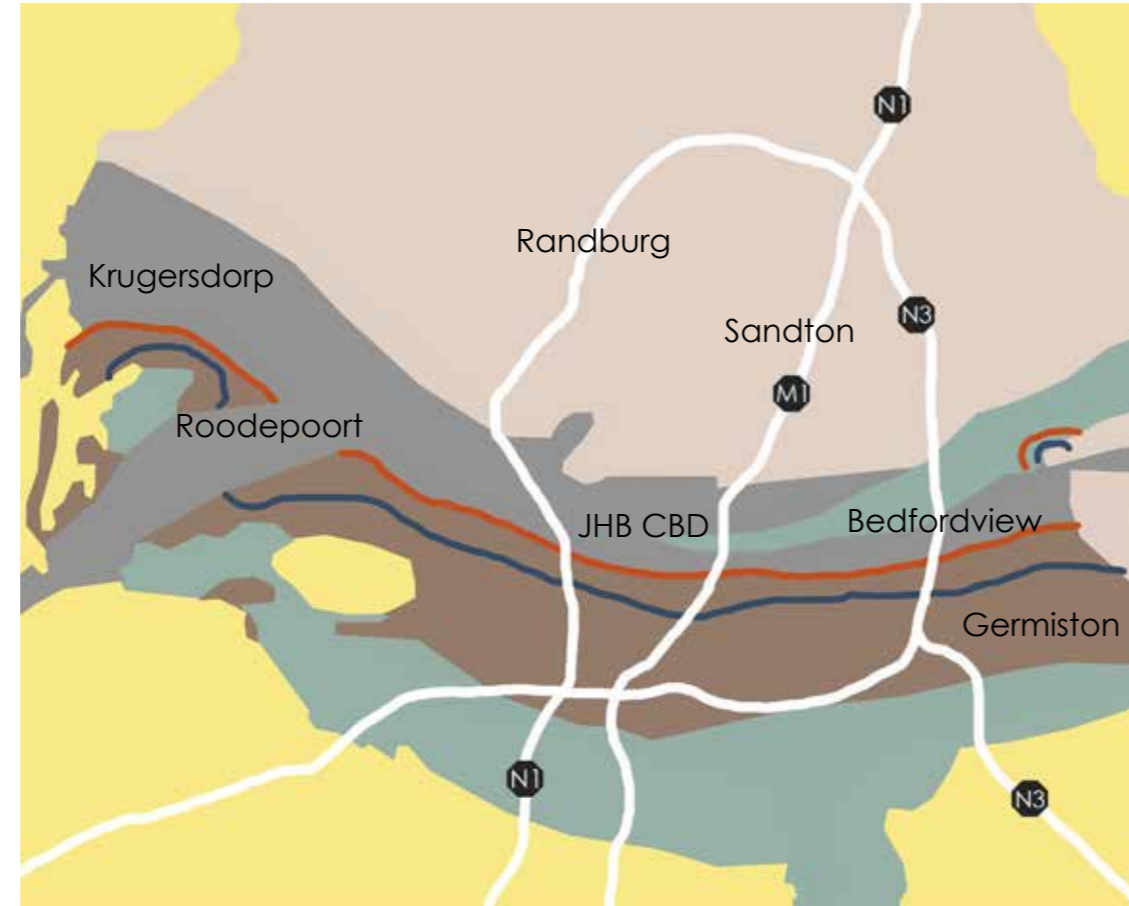 N1
Randburg
Krugersdorp
N3
Sandton
M1
Roodepoort
JHB CBD
Bedfordview
Germiston
N1
N3